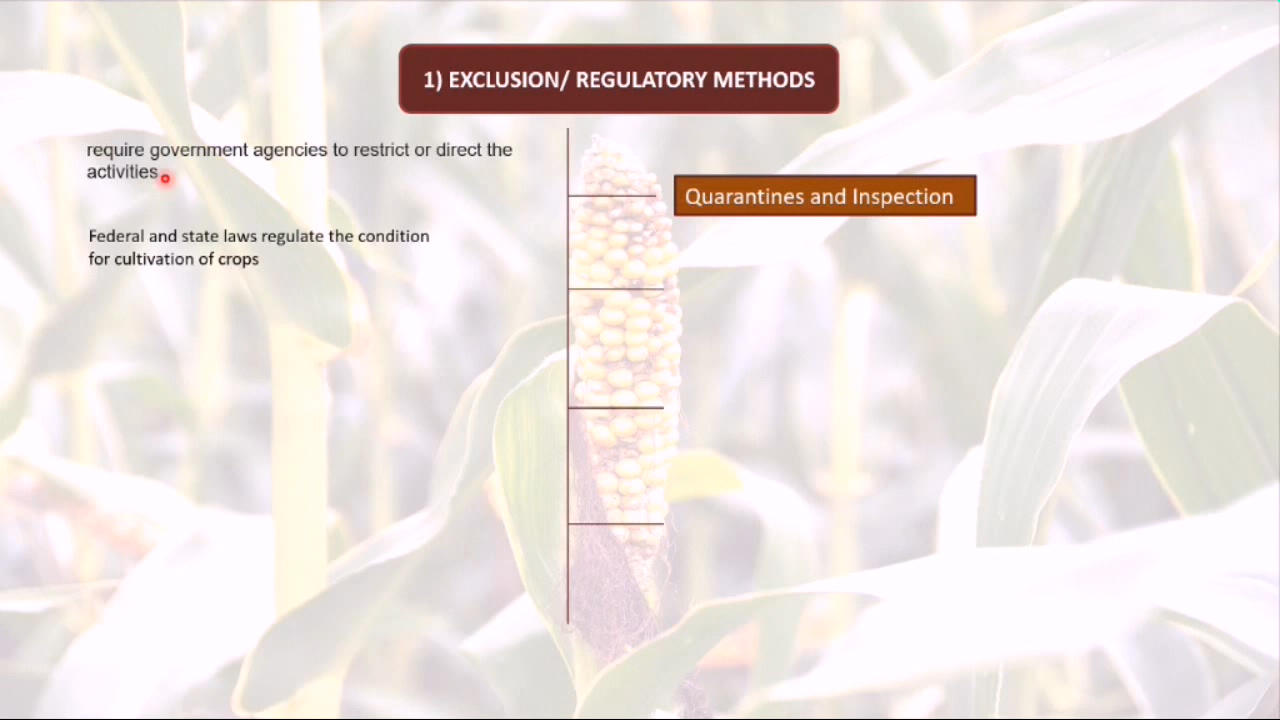 1) EXCLUSION/ REGULATORY METHODS
require government agencies to restrict or direct the
activities
Federal and state laws regulate the condition
for cultivation of crops
Quarantines and Inspection